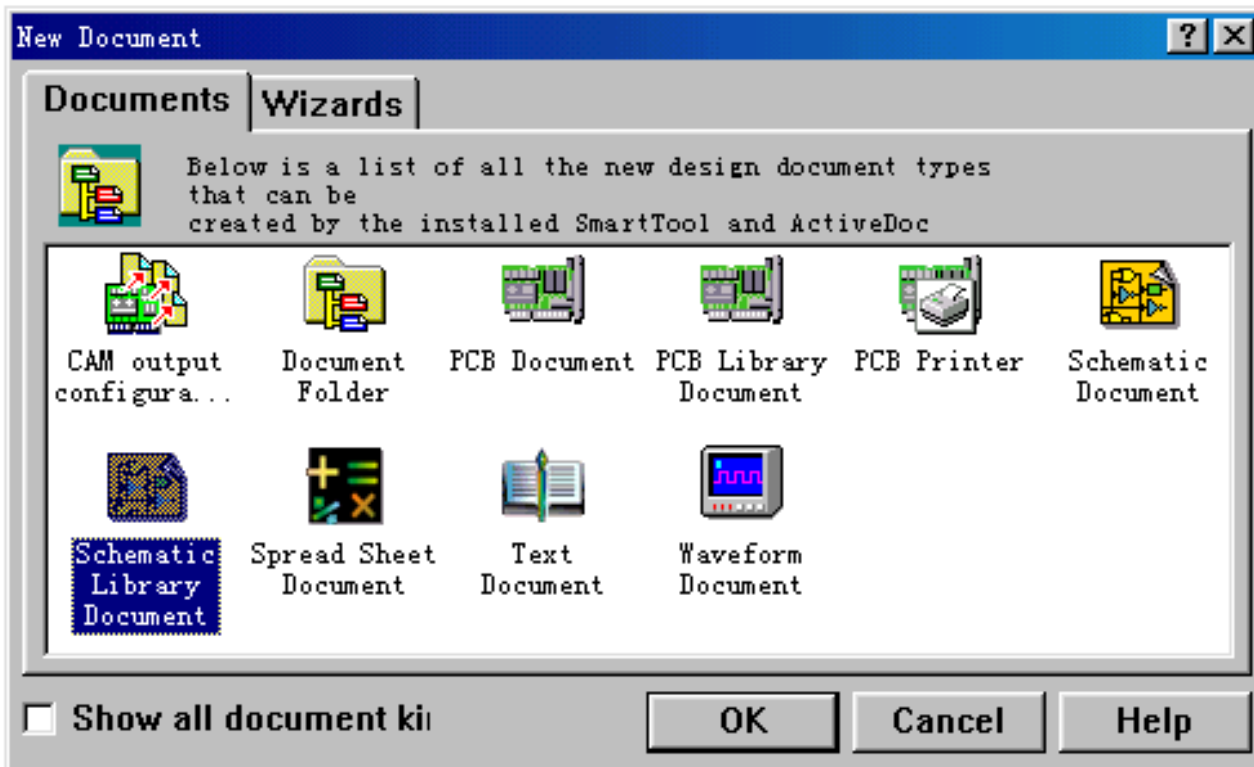 New Document
Documents
Wizards
Below is a list of all the new design document types
that can be
created by the installed SmartTool and ActiveDoc
CAM output
configura...
Document
Folder
PCB Document
PCB Library
Document
PCB Printer
Schematic
Document
Schematic
Library
Document
Spread Sheet
Document
Text
Document
Waveform
Document
Show all document
OK
Cancel
Help